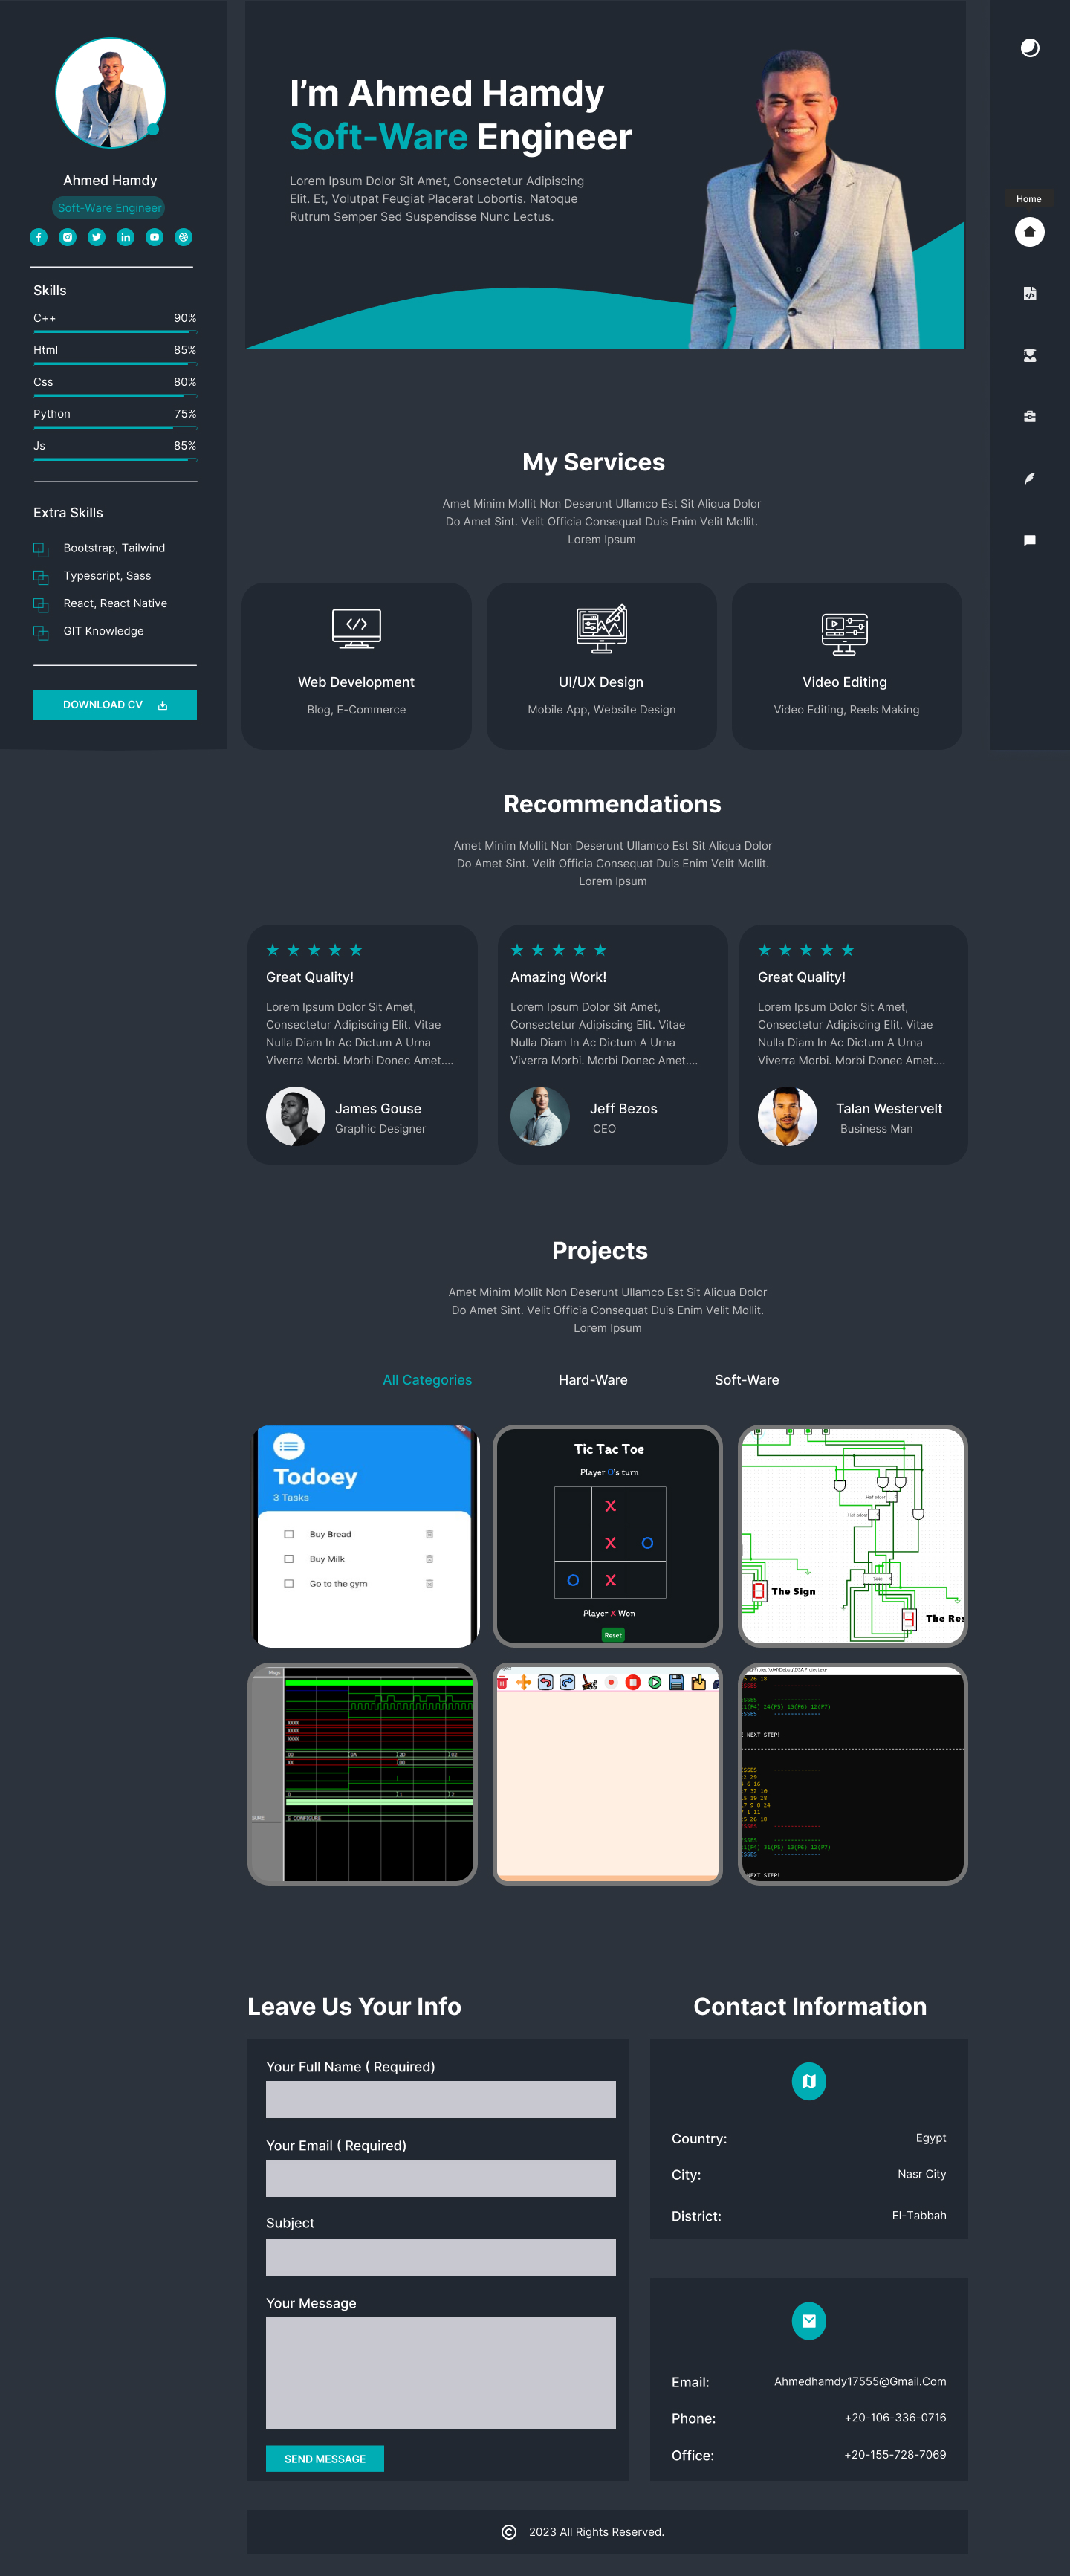 Ahmed Hamdy
Soft-Ware Engineer
Skills
C++ 90%
Html 85%
Css 80%
Python 75%
Js 85%
Extra Skills
Bootstrap, Tailwind
Typescript, Sass
React, React Native
GIT Knowledge
DOWNLOAD CV
I'm Ahmed Hamdy
Soft-Ware Engineer
Lorem Ipsum Dolor Sit Amet, Consectetur Adipiscing
Elit. Et, Volutpat Feugiat Placerat Lobortis. Natoque
Rutrum Semper Sed Suspendisse Nunc Lectus.
Home
My Services
Amet Minim Mollit Non Deserunt Ullamco Est Sit Aliqua Dolor
Do Amet Sint. Velit Officia Consequat Duis Enim Velit Mollit.
Lorem Ipsum
Web Development
Blog, E-Commerce
UI/UX Design
Mobile App, Website Design
Video Editing
Video Editing, Reels Making
Recommendations
Amet Minim Mollit Non Deserunt Ullamco Est Sit Aliqua Dolor
Do Amet Sint. Velit Officia Consequat Duis Enim Velit Mollit.
Lorem Ipsum
Great Quality!
Lorem Ipsum Dolor Sit Amet,
Consectetur Adipiscing Elit. Vitae
Nulla Diam In Ac Dictum A Urna
Viverra Morbi. Morbi Donec Amet....
James Gouse
Graphic Designer
Amazing Work!
Lorem Ipsum Dolor Sit Amet,
Consectetur Adipiscing Elit. Vitae
Nulla Diam In Ac Dictum A Urna
Viverra Morbi. Morbi Donec Amet....
Jeff Bezos
CEO
Great Quality!
Lorem Ipsum Dolor Sit Amet,
Consectetur Adipiscing Elit. Vitae
Nulla Diam In Ac Dictum A Urna
Viverra Morbi. Morbi Donec Amet....
Talan Westervelt
Business Man
Projects
Amet Minim Mollit Non Deserunt Ullamco Est Sit Aliqua Dolor
Do Amet Sint. Velit Officia Consequat Duis Enim Velit Mollit.
Lorem Ipsum
All Categories
Hard-Ware
Soft-Ware
Todoey
3 Tasks
Buy Bread
Buy Milk
Go to the gym
Tic Tac Toe
Player O's turn
X
X O
O X
Player X Won
Reset
Half adder
Half adder
The Sign
The Res
Msgs
NEXT STEP!
NEXT STEP!
Leave Us Your Info
Your Full Name ( Required)
Your Email ( Required)
Subject
Your Message
SEND MESSAGE
Contact Information
Country: Egypt
City: Nasr City
District: El-Tabbah
Email: Ahmedhamdy17555@Gmail.Com
Phone: +20-106-336-0716
Office: +20-155-728-7069
© 2023 All Rights Reserved.